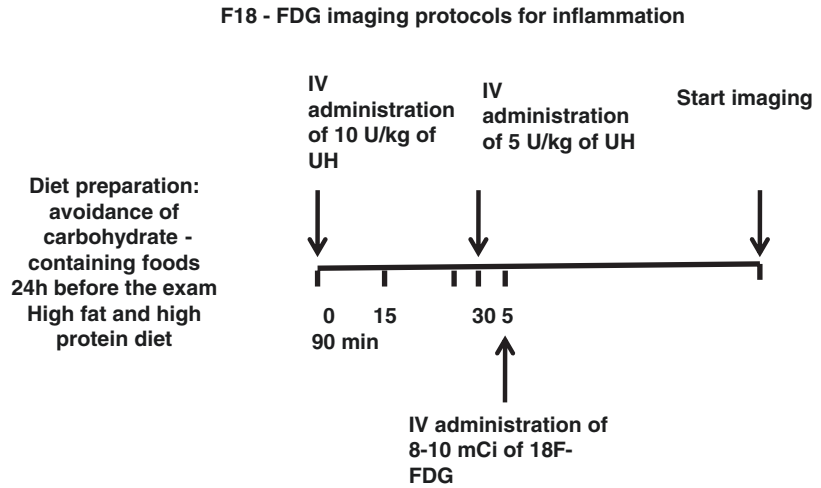 F18 - FDG imaging protocols for inflammation
IV
administration
of 10 U/kg of
UH
IV
administration
of 5 U/kg of UH
Start imaging
Diet preparation:
avoidance of
carbohydrate -
containing foods
24h before the exam
High fat and high
protein diet
0 15 30 5
90 min
IV administration of
8-10 mCi of 18F-
FDG